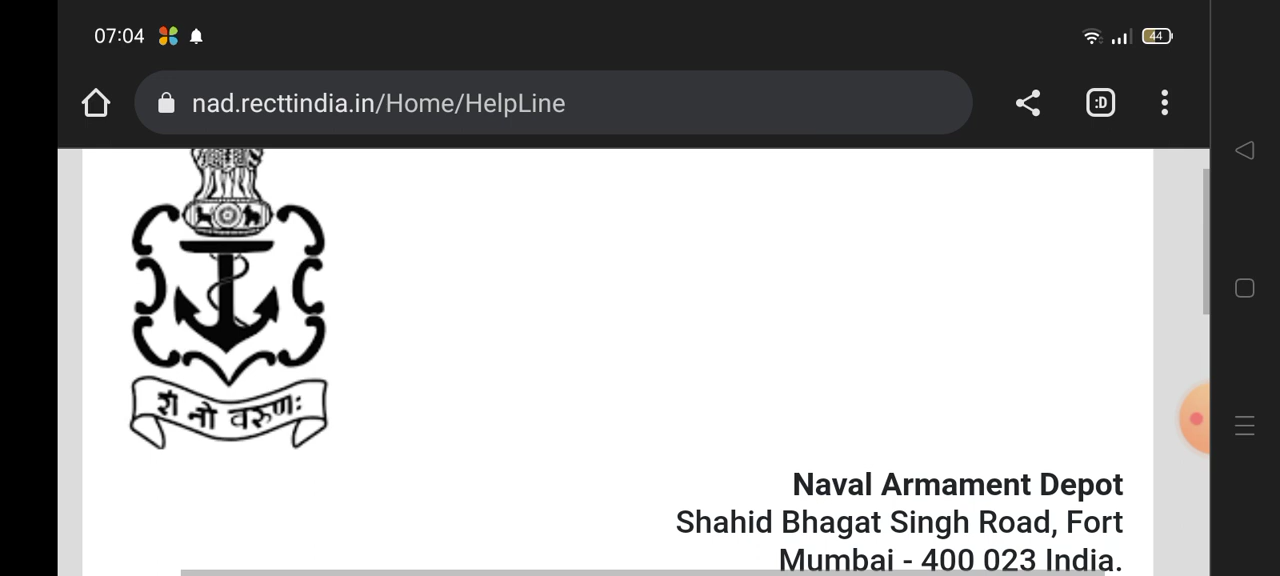 07:04
44
nad.recttindia.in/Home/HelpLine
:D
शं नो वरुणः
Naval Armament Depot
Shahid Bhagat Singh Road, Fort
Mumbai - 400 023 India.